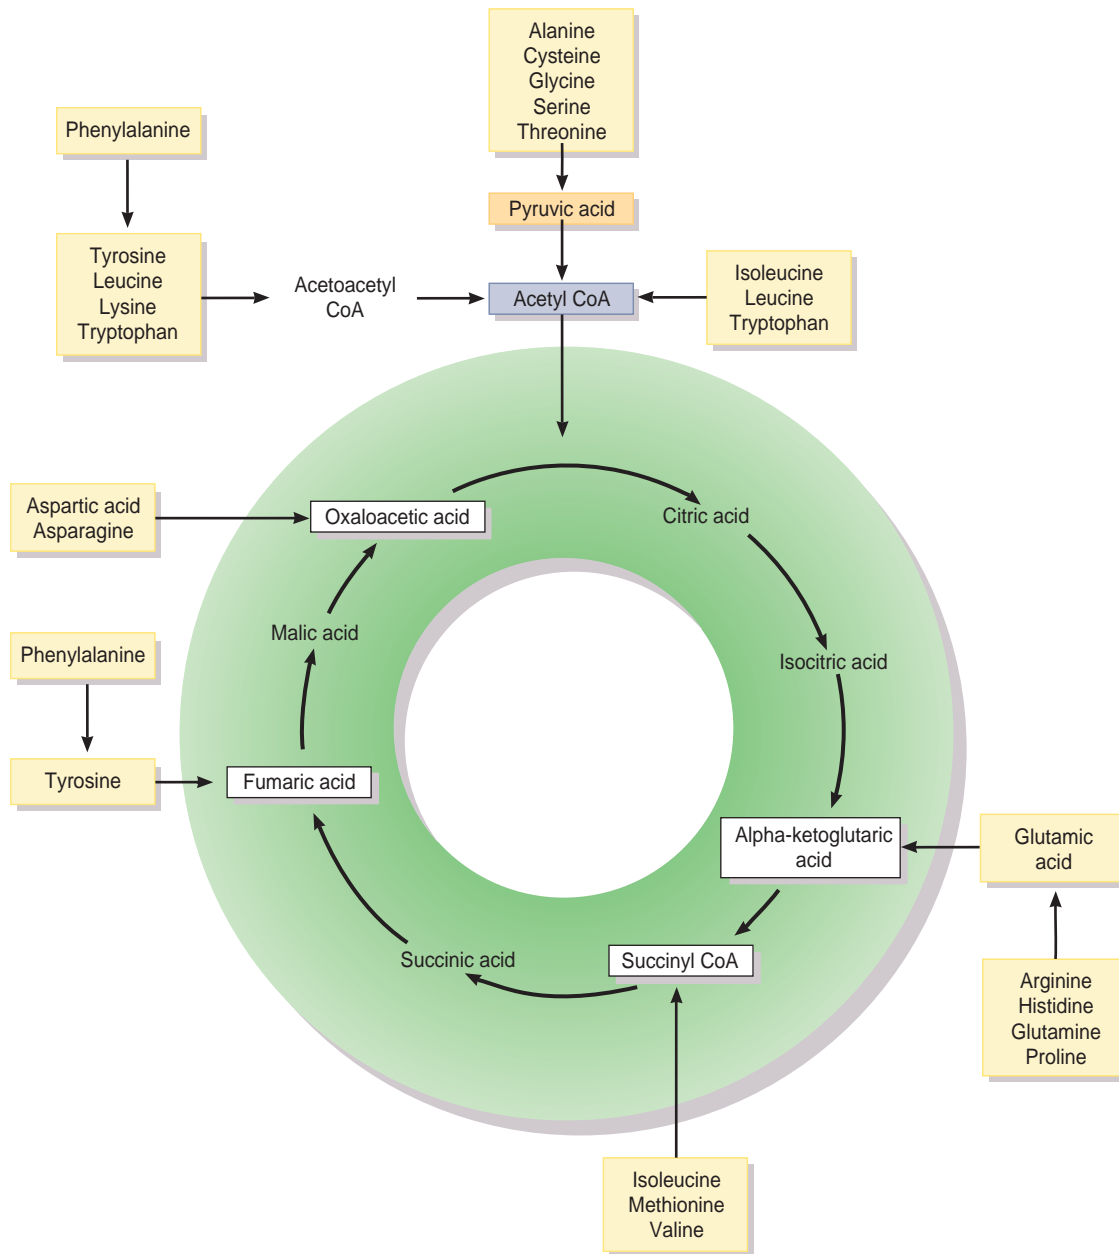 Alanine
Cysteine
Glycine
Serine
Threonine
Phenylalanine
Pyruvic acid
Tyrosine
Leucine
Lysine
Tryptophan
Acetoacetyl
CoA
Acetyl CoA
Isoleucine
Leucine
Tryptophan
Aspartic acid
Asparagine
Oxaloacetic acid
Citric acid
Malic acid
Phenylalanine
Isocitric acid
Tyrosine
Fumaric acid
Alpha-ketoglutaric
acid
Glutamic
acid
Succinic acid
Succinyl CoA
Arginine
Histidine
Glutamine
Proline
Isoleucine
Methionine
Valine